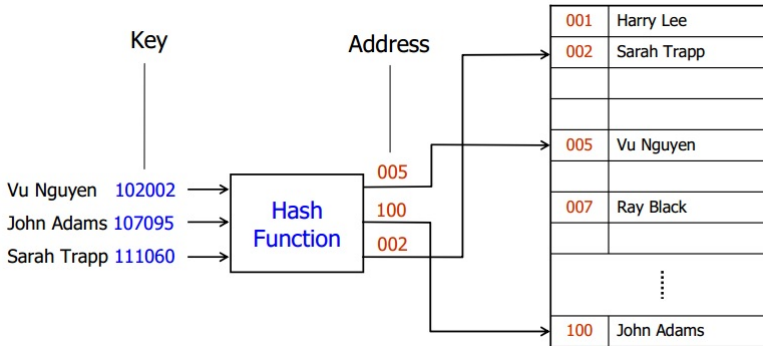 Key
Address
Vu Nguyen 102002
John Adams 107095
Sarah Trapp 111060
Hash
Function
005
100
002
001 Harry Lee
002 Sarah Trapp
005 Vu Nguyen
007 Ray Black
100 John Adams